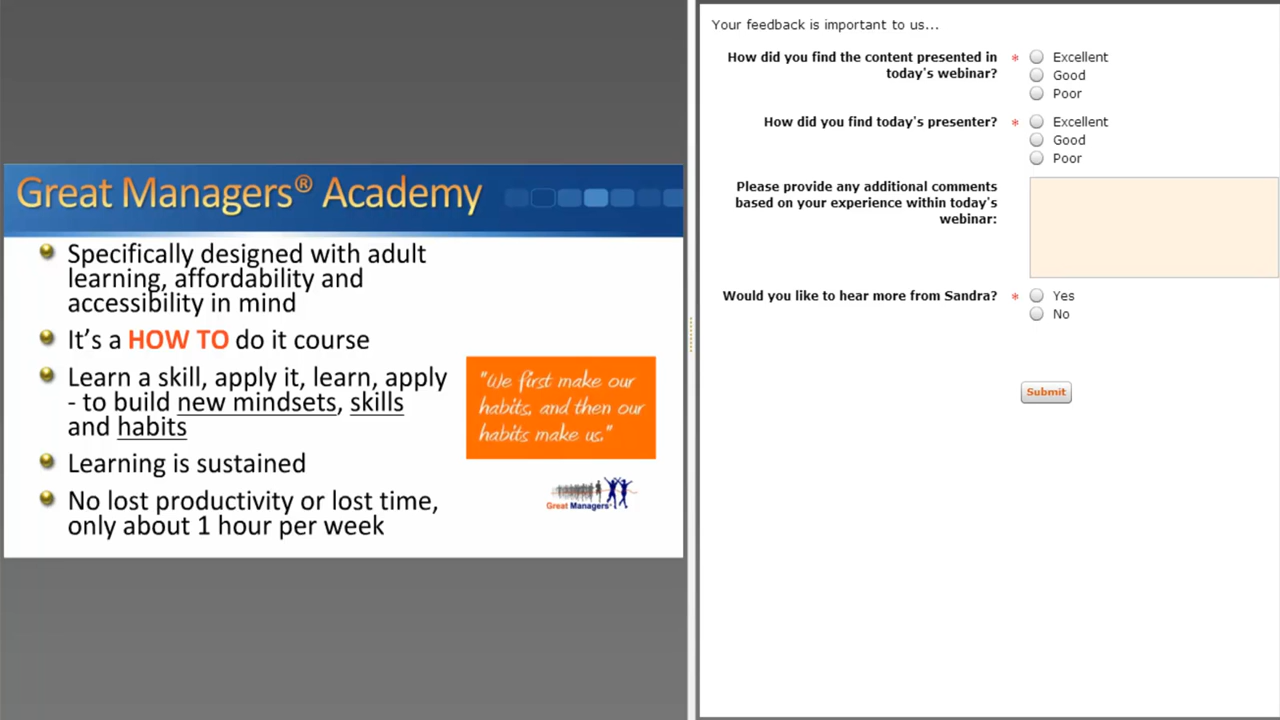 Great Managers® Academy
Specifically designed with adult
learning, affordability and
accessibility in mind
It's a HOW TO do it course
Learn a skill, apply it, learn, apply
- to build new mindsets, skills
and habits
Learning is sustained
No lost productivity or lost time,
only about 1 hour per week
"We first make our
habits, and then our
habits make us."
Great Managers®
Your feedback is important to us...
How did you find the content presented in
today's webinar?
*
Excellent
Good
Poor
How did you find today's presenter?
*
Excellent
Good
Poor
Please provide any additional comments
based on your experience within today's
webinar:
Would you like to hear more from Sandra?
*
Yes
No
Submit